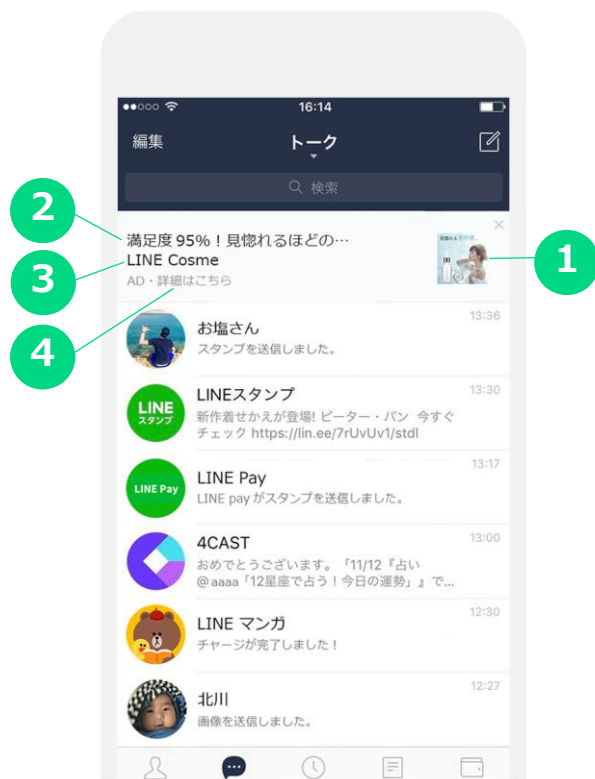 16:14
編集
トーク
検索
満足度 95%！見惚れるほどの…
LINE Cosme
AD・詳細はこちら
1
2
3
4
お塩さん
13:36
スタンプを送信しました。
LINE
スタンプ
LINEスタンプ
13:30
新作着せかえが登場! ピーター・パン 今すぐ
チェック https://lin.ee/7rUvUv1/stdl
LINE Pay
LINE Pay
13:17
LINE pay がスタンプを送信しました。
4CAST
13:00
おめでとうございます。「11/12『占い
@aaaa「12星座で占う！今日の運勢」』で...
LINE マンガ
12:30
チャージが完了しました！
北川
12:27
画像を送信しました。